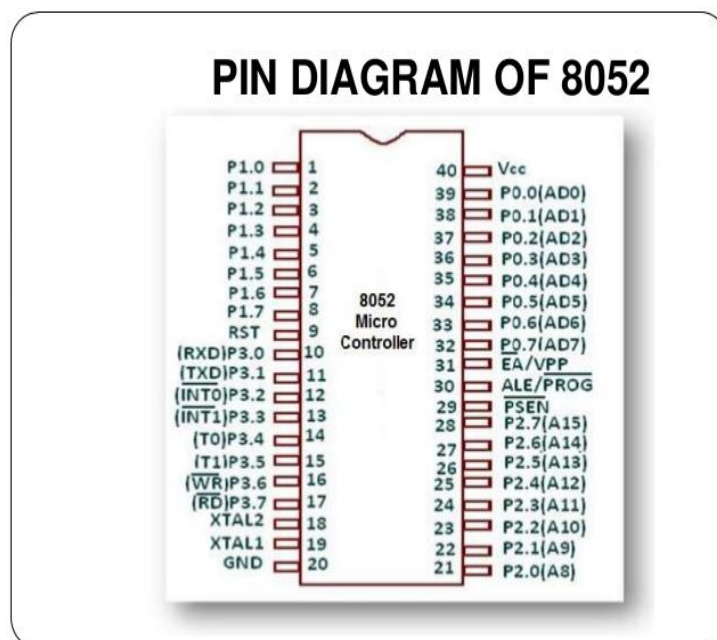 PIN DIAGRAM OF 8052
P1.0 1
P1.1 2
P1.2 3
P1.3 4
P1.4 5
P1.5 6
P1.6 7
P1.7 8
RST 9
(RXD)P3.0 10
(TXD)P3.1 11
(INT0)P3.2 12
(INT1)P3.3 13
(T0)P3.4 14
(T1)P3.5 15
(WR)P3.6 16
(RD)P3.7 17
XTAL2 18
XTAL1 19
GND 20
8052
Micro
Controller
40 Vcc
39 P0.0(AD0)
38 P0.1(AD1)
37 P0.2(AD2)
36 P0.3(AD3)
35 P0.4(AD4)
34 P0.5(AD5)
33 P0.6(AD6)
32 P0.7(AD7)
31 EA/VPP
30 ALE/PROG
29 PSEN
28 P2.7(A15)
27 P2.6(A14)
26 P2.5(A13)
25 P2.4(A12)
24 P2.3(A11)
23 P2.2(A10)
22 P2.1(A9)
21 P2.0(A8)